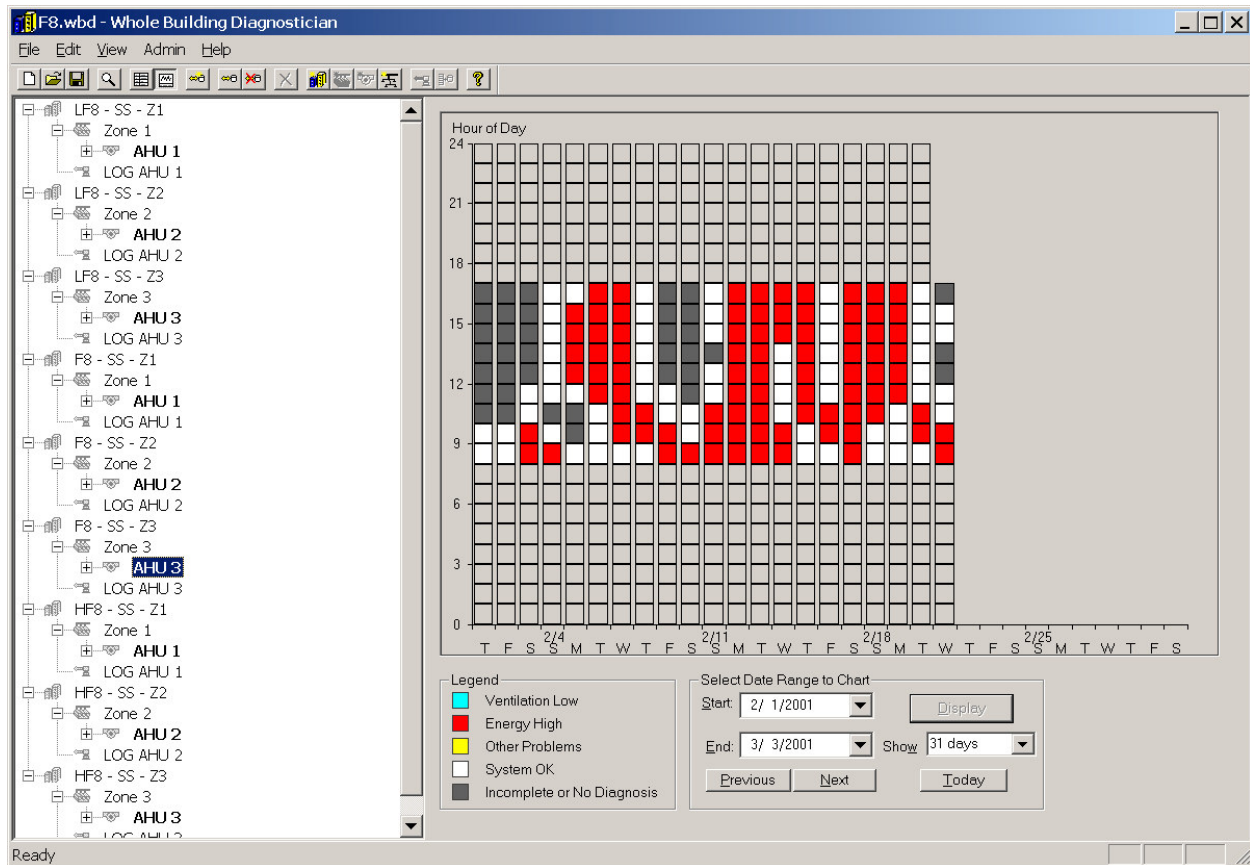 F8.wbd - Whole Building Diagnostician
File Edit View Admin Help
LF8 - SS - Z1
Zone 1
AHU 1
LOG AHU 1
LF8 - SS - Z2
Zone 2
AHU 2
LOG AHU 2
LF8 - SS - Z3
Zone 3
AHU 3
LOG AHU 3
F8 - SS - Z1
Zone 1
AHU 1
LOG AHU 1
F8 - SS - Z2
Zone 2
AHU 2
LOG AHU 2
F8 - SS - Z3
Zone 3
AHU 3
LOG AHU 3
HF8 - SS - Z1
Zone 1
AHU 1
LOG AHU 1
HF8 - SS - Z2
Zone 2
AHU 2
LOG AHU 2
HF8 - SS - Z3
Zone 3
AHU 3
LOG AHU 3
Hour of Day
24
21
18
15
12
9
6
3
0
2/4 2/11 2/18 2/25
T F S S M T W T F S S M T W T F S S M T W T F S S M T W T F S
Legend
Ventilation Low
Energy High
Other Problems
System OK
Incomplete or No Diagnosis
Select Date Range to Chart
Start: 2/ 1/2001 Display
End: 3/ 3/2001 Show 31 days
Previous Next Today
Ready